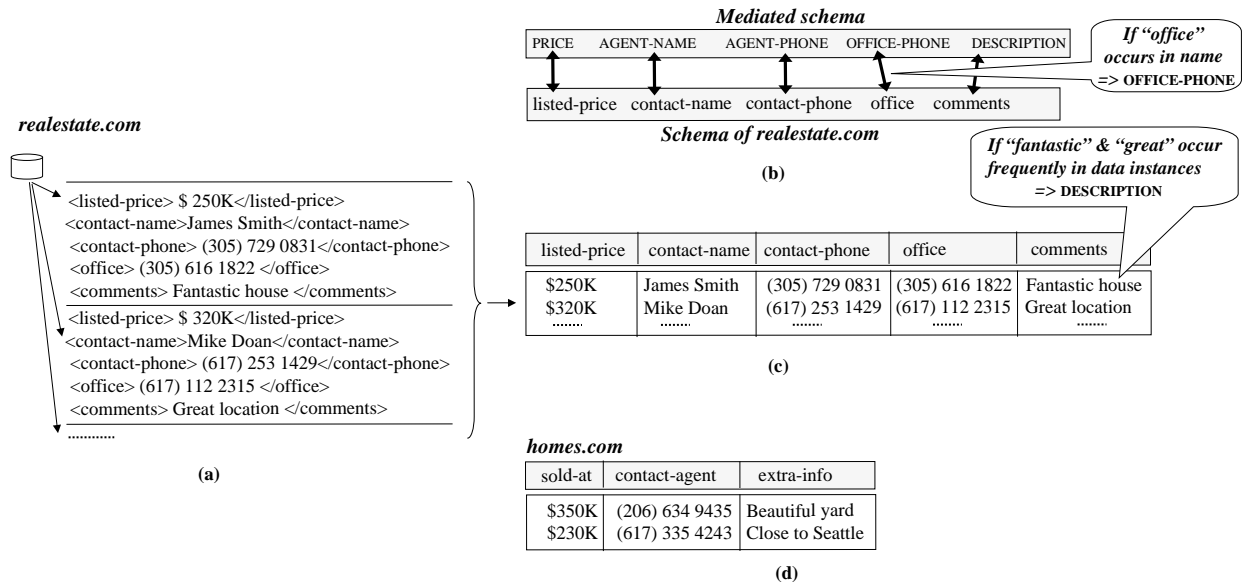 Mediated schema
PRICE AGENT-NAME AGENT-PHONE OFFICE-PHONE DESCRIPTION
If “office”
occurs in name
=> OFFICE-PHONE
listed-price contact-name contact-phone office comments
Schema of realestate.com
(b)
If “fantastic” & “great” occur
frequently in data instances
=> DESCRIPTION
realestate.com
<listed-price> $ 250K</listed-price>
<contact-name>James Smith</contact-name>
<contact-phone> (305) 729 0831</contact-phone>
<office> (305) 616 1822 </office>
<comments> Fantastic house </comments>
<listed-price> $ 320K</listed-price>
<contact-name>Mike Doan</contact-name>
<contact-phone> (617) 253 1429</contact-phone>
<office> (617) 112 2315 </office>
<comments> Great location </comments>
............
(a)
listed-price contact-name contact-phone office comments
$250K James Smith (305) 729 0831 (305) 616 1822 Fantastic house
$320K Mike Doan (617) 253 1429 (617) 112 2315 Great location
....... ....... ....... ....... .......
(c)
homes.com
sold-at contact-agent extra-info
$350K (206) 634 9435 Beautiful yard
$230K (617) 335 4243 Close to Seattle
(d)